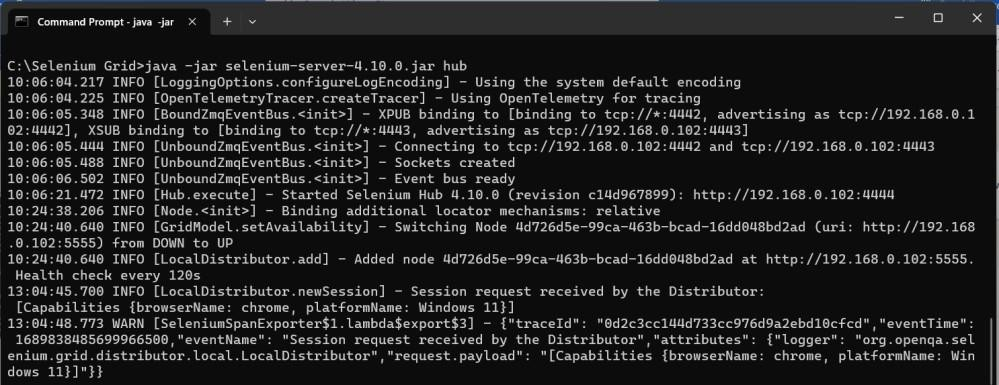 Command Prompt - java -jar
C:\Selenium Grid>java -jar selenium-server-4.10.0.jar hub
10:06:04.217 INFO [LoggingOptions.configureLogEncoding] - Using the system default encoding
10:06:04.225 INFO [OpenTelemetryTracer.createTracer] - Using OpenTelemetry for tracing
10:06:05.348 INFO [BoundZmqEventBus.<init>] - XPUB binding to [binding to tcp://*:4442, advertising as tcp://192.168.0.1
02:4442], XSUB binding to [binding to tcp://*:4443, advertising as tcp://192.168.0.102:4443]
10:06:05.444 INFO [UnboundZmqEventBus.<init>] - Connecting to tcp://192.168.0.102:4442 and tcp://192.168.0.102:4443
10:06:05.488 INFO [UnboundZmqEventBus.<init>] - Sockets created
10:06:06.502 INFO [UnboundZmqEventBus.<init>] - Event bus ready
10:06:21.472 INFO [Hub.execute] - Started Selenium Hub 4.10.0 (revision c14d967899): http://192.168.0.102:4444
10:24:38.206 INFO [Node.<init>] - Binding additional locator mechanisms: relative
10:24:40.640 INFO [GridModel.setAvailability] - Switching Node 4d726d5e-99ca-463b-bcad-16dd048bd2ad (uri: http://192.168
.0.102:5555) from DOWN to UP
10:24:40.640 INFO [LocalDistributor.add] - Added node 4d726d5e-99ca-463b-bcad-16dd048bd2ad at http://192.168.0.102:5555.
Health check every 120s
13:04:45.700 INFO [LocalDistributor.newSession] - Session request received by the Distributor:
[Capabilities {browserName: chrome, platformName: Windows 11}]
13:04:48.773 WARN [SeleniumSpanExporter$1.lambda$export$3] - {"traceId": "0d2c3cc144d733cc976d9a2ebd10cfcd","eventTime":
1689838485699966500,"eventName": "Session request received by the Distributor","attributes": {"logger": "org.openqa.sel
enium.grid.distributor.local.LocalDistributor","request.payload": "[Capabilities {browserName: chrome, platformName: Win
dows 11}]"}}